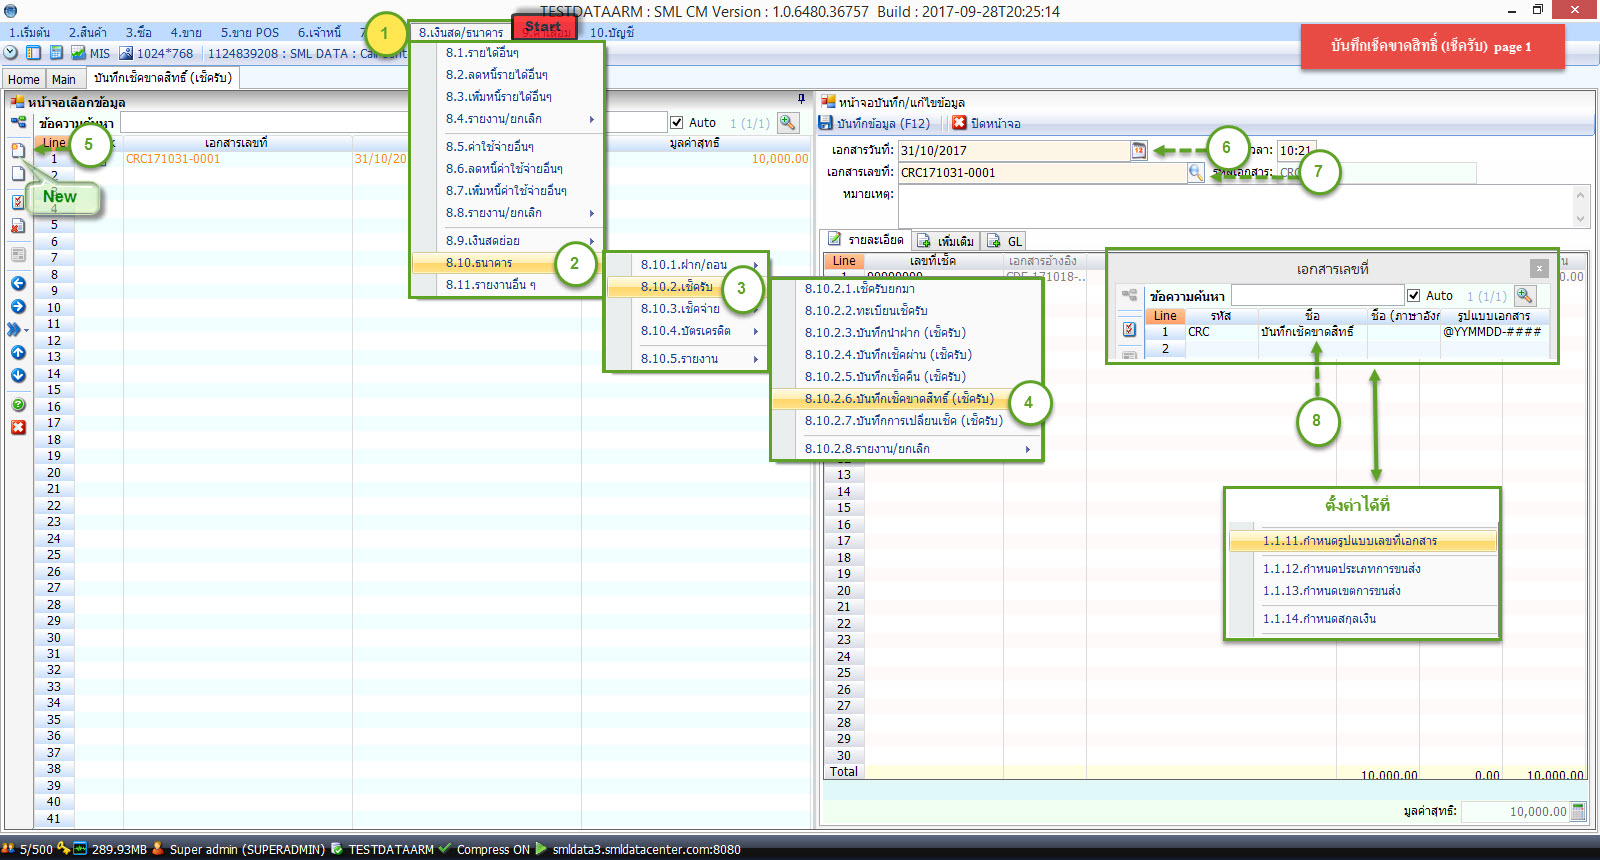 TESTDATAARM : SML CM Version : 1.0.6480.36757 Build : 2017-09-28T20:25:14
1.เริ่มต้น 2.สินค้า 3.ซื้อ 4.ขาย 5.ขาย POS 6.เจ้าหนี้ 1 8.เงินสด/ธนาคาร Start 10.บัญชี
MIS 1024*768 1124839208 : SML DATA :
บันทึกเช็คขาดสิทธิ์ (เช็ครับ) page 1
Home Main บันทึกเช็คขาดสิทธิ์ (เช็ครับ)
หน้าจอเลือกข้อมูล
ข้อความค้นหา Auto 1 (1/1)
Line เอกสารเลขที่ มูลค่าสุทธิ
1 CRC171031-0001 31/10/20 10,000.00
2
5
New
4
5
6
7
8
9
10
11
12
13
14
15
16
17
18
19
20
21
22
23
24
25
26
27
28
29
30
31
32
33
34
35
36
37
38
39
40
41
8.1.รายได้อื่นๆ
8.2.ลดหนี้รายได้อื่นๆ
8.3.เพิ่มหนี้รายได้อื่นๆ
8.4.รายงาน/ยกเลิก
8.5.ค่าใช้จ่ายอื่นๆ
8.6.ลดหนี้ค่าใช้จ่ายอื่นๆ
8.7.เพิ่มหนี้ค่าใช้จ่ายอื่นๆ
8.8.รายงาน/ยกเลิก
8.9.เงินสดย่อย
8.10.ธนาคาร 2
8.11.รายงานอื่น ๆ
8.10.1.ฝาก/ถอน
8.10.2.เช็ครับ 3
8.10.3.เช็คจ่าย
8.10.4.บัตรเครดิต
8.10.5.รายงาน
8.10.2.1.เช็ครับยกมา
8.10.2.2.ทะเบียนเช็ครับ
8.10.2.3.บันทึกนำฝาก (เช็ครับ)
8.10.2.4.บันทึกเช็คผ่าน (เช็ครับ)
8.10.2.5.บันทึกเช็คคืน (เช็ครับ)
8.10.2.6.บันทึกเช็คขาดสิทธิ์ (เช็ครับ) 4
8.10.2.7.บันทึกการเปลี่ยนเช็ค (เช็ครับ)
8.10.2.8.รายงาน/ยกเลิก
หน้าจอบันทึก/แก้ไขข้อมูล
บันทึกข้อมูล (F12) ปิดหน้าจอ
เอกสารวันที่: 31/10/2017 6 10:21
เอกสารเลขที่: CRC171031-0001 รหัสเอกสาร: 7
หมายเหตุ:
รายละเอียด เพิ่มเติม GL
Line เลขที่เช็ค เอกสารอ้างอิง
เอกสารเลขที่ x
ข้อความค้นหา Auto 1 (1/1)
Line รหัส ชื่อ ชื่อ (ภาษาอังก รูปแบบเอกสาร
1 CRC บันทึกเช็คขาดสิทธิ์ @YYMMDD-####
2
8
ตั้งค่าได้ที่
1.1.11.กำหนดรูปแบบเลขที่เอกสาร
1.1.12.กำหนดประเภทการขนส่ง
1.1.13.กำหนดเขตการขนส่ง
1.1.14.กำหนดสกุลเงิน
13
14
15
16
17
18
19
20
21
22
23
24
25
26
27
28
29
30
Total 10,000.00 0.00 10,000.00
มูลค่าสุทธิ: 10,000.00
5/500 289.93MB Super admin (SUPERADMIN) TESTDATAARM Compress ON smldata3.smldatacenter.com:8080